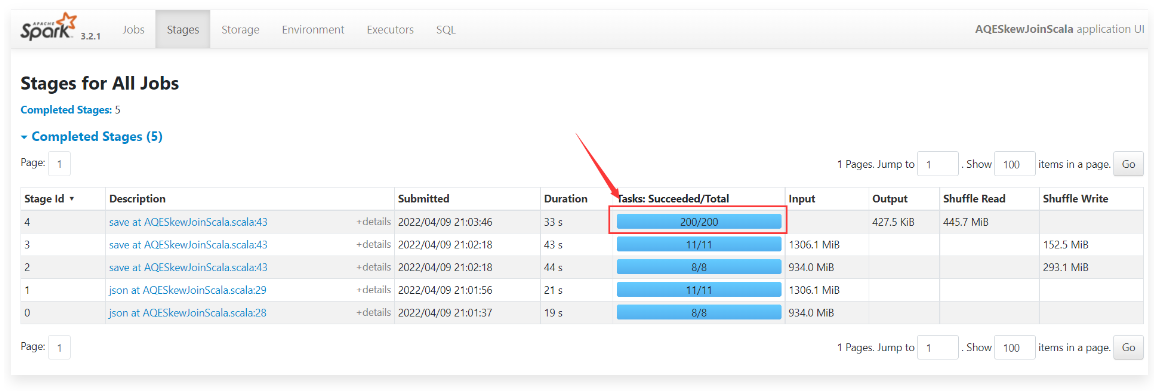 APACHE Spark 3.2.1 Jobs Stages Storage Environment Executors SQL AQESkewJoinScala application UI
Stages for All Jobs
Completed Stages: 5
Completed Stages (5)
Page: 1 1 Pages. Jump to 1 . Show 100 items in a page. Go
Stage Id ▾ Description Submitted Duration Tasks: Succeeded/Total Input Output Shuffle Read Shuffle Write
4 save at AQESkewJoinScala.scala:43 +details 2022/04/09 21:03:46 33 s 200/200 427.5 KiB 445.7 MiB
3 save at AQESkewJoinScala.scala:43 +details 2022/04/09 21:02:18 43 s 11/11 1306.1 MiB 152.5 MiB
2 save at AQESkewJoinScala.scala:43 +details 2022/04/09 21:02:18 44 s 8/8 934.0 MiB 293.1 MiB
1 json at AQESkewJoinScala.scala:29 +details 2022/04/09 21:01:56 21 s 11/11 1306.1 MiB
0 json at AQESkewJoinScala.scala:28 +details 2022/04/09 21:01:37 19 s 8/8 934.0 MiB
Page: 1 1 Pages. Jump to 1 . Show 100 items in a page. Go